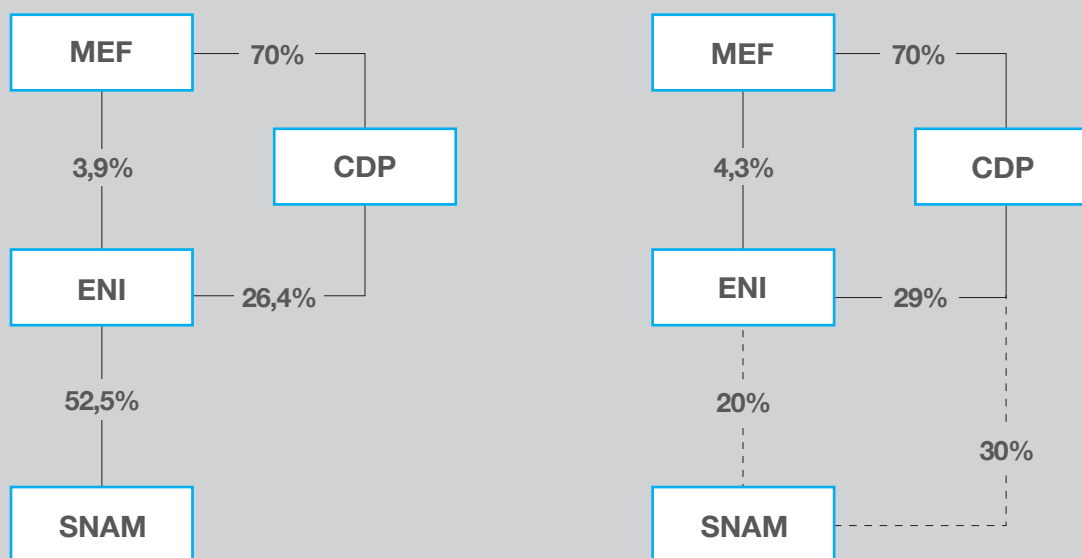 MEF
70%
CDP
3,9%
ENI
26,4%
52,5%
SNAM
MEF
70%
CDP
4,3%
ENI
29%
20%
30%
SNAM